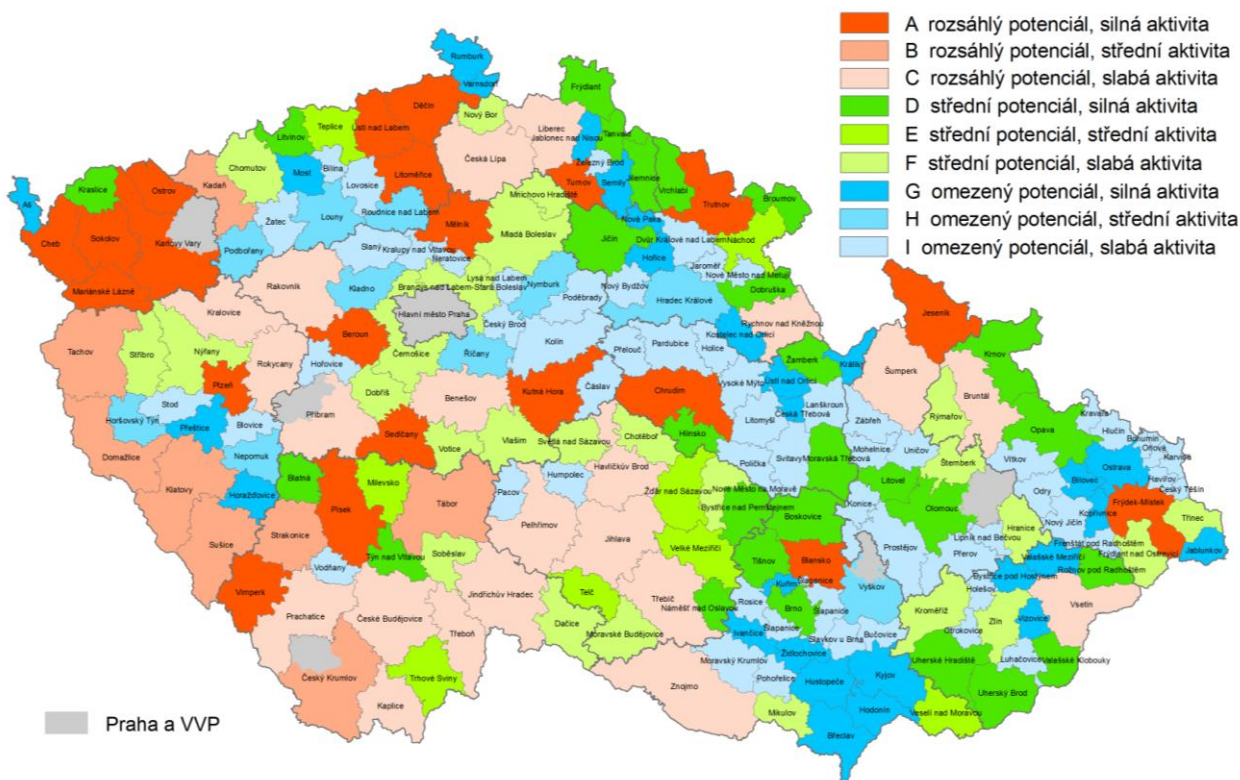 A rozsáhlý potenciál, silná aktivita
B rozsáhlý potenciál, střední aktivita
C rozsáhlý potenciál, slabá aktivita
D střední potenciál, silná aktivita
E střední potenciál, střední aktivita
F střední potenciál, slabá aktivita
G omezený potenciál, silná aktivita
H omezený potenciál, střední aktivita
I omezený potenciál, slabá aktivita
Rumburk
Varnsdorf
Frýdlant
Děčín
Nový Bor
Teplice
Ústí nad Labem
Liberec
Jablonec nad Nisou
Tanvald
Litvínov
Česká Lípa
Železný Brod
Chomutov
Most
Bílina
Lovosice
Litoměřice
Turnov
Semily
Jilemnice
Vrchlabí
Trutnov
Kraslice
Ostrov
Kadaň
Mnichovo Hradiště
Broumov
Aš
Žatec
Louny
Roudnice nad Labem
Mělník
Nová Paka
Cheb
Sokolov
Karlovy Vary
Podbořany
Slaný
Kralupy nad Vltavou
Neratovice
Mladá Boleslav
Jičín
Dvůr Králové nad Labem
Náchod
Hořice
Jaroměř
Nové Město nad Metují
Mariánské Lázně
Rakovník
Kladno
Brandýs nad Labem-Stará Boleslav
Lysá nad Labem
Nymburk
Poděbrady
Nový Bydžov
Hradec Králové
Dobruška
Kralovice
Hlavní město Praha
Český Brod
Rychnov nad Kněžnou
Kostelec nad Orlicí
Jeseník
Beroun
Tachov
Stříbro
Nýřany
Rokycany
Hořovice
Černošice
Říčany
Kolín
Přelouč
Pardubice
Holice
Žamberk
Králíky
Šumperk
Krnov
Bruntál
Plzeň
Dobříš
Benešov
Kutná Hora
Čáslav
Chrudim
Vysoké Mýto
Ústí nad Orlicí
Lanškroun
Česká Třebová
Rýmařov
Opava
Kravaře
Hlučín
Bohumín
Orlová
Karviná
Stod
Horšovský Týn
Přeštice
Blovice
Příbram
Sedlčany
Votice
Vlašim
Světlá nad Sázavou
Chotěboř
Hlinsko
Litomyšl
Zábřeh
Mohelnice
Uničov
Šternberk
Vítkov
Ostrava
Havířov
Český Těšín
Domažlice
Nepomuk
Horažďovice
Blatná
Milevsko
Tábor
Pacov
Humpolec
Havlíčkův Brod
Polička
Svitavy
Moravská Třebová
Litovel
Odry
Bílovec
Klatovy
Písek
Pelhřimov
Žďár nad Sázavou
Nové Město na Moravě
Bystřice nad Pernštejnem
Konice
Olomouc
Nový Jičín
Kopřivnice
Frýdek-Místek
Třinec
Strakonice
Sušice
Týn nad Vltavou
Soběslav
Jihlava
Velké Meziříčí
Boskovice
Prostějov
Lipník nad Bečvou
Hranice
Přerov
Valašské Meziříčí
Frenštát pod Radhoštěm
Frýdlant nad Ostravicí
Rožnov pod Radhoštěm
Jablunkov
Vodňany
Vimperk
Jindřichův Hradec
Telč
Třebíč
Náměšť nad Oslavou
Tišnov
Blansko
Vyškov
Bystřice pod Hostýnem
Holešov
Vsetín
Prachatice
České Budějovice
Třeboň
Dačice
Moravské Budějovice
Kuřim
Šlapanice
Rosice
Brno
Šlapanice
Ivančice
Šlapanice
Slavkov u Brna
Bučovice
Kroměříž
Otrokovice
Zlín
Vizovice
Luhačovice
Valašské Klobouky
Český Krumlov
Trhové Sviny
Kaplice
Znojmo
Moravský Krumlov
Pohořelice
Židlochovice
Hustopeče
Kyjov
Uherské Hradiště
Uherský Brod
Mikulov
Břeclav
Hodonín
Veselí nad Moravou
Praha a VVP